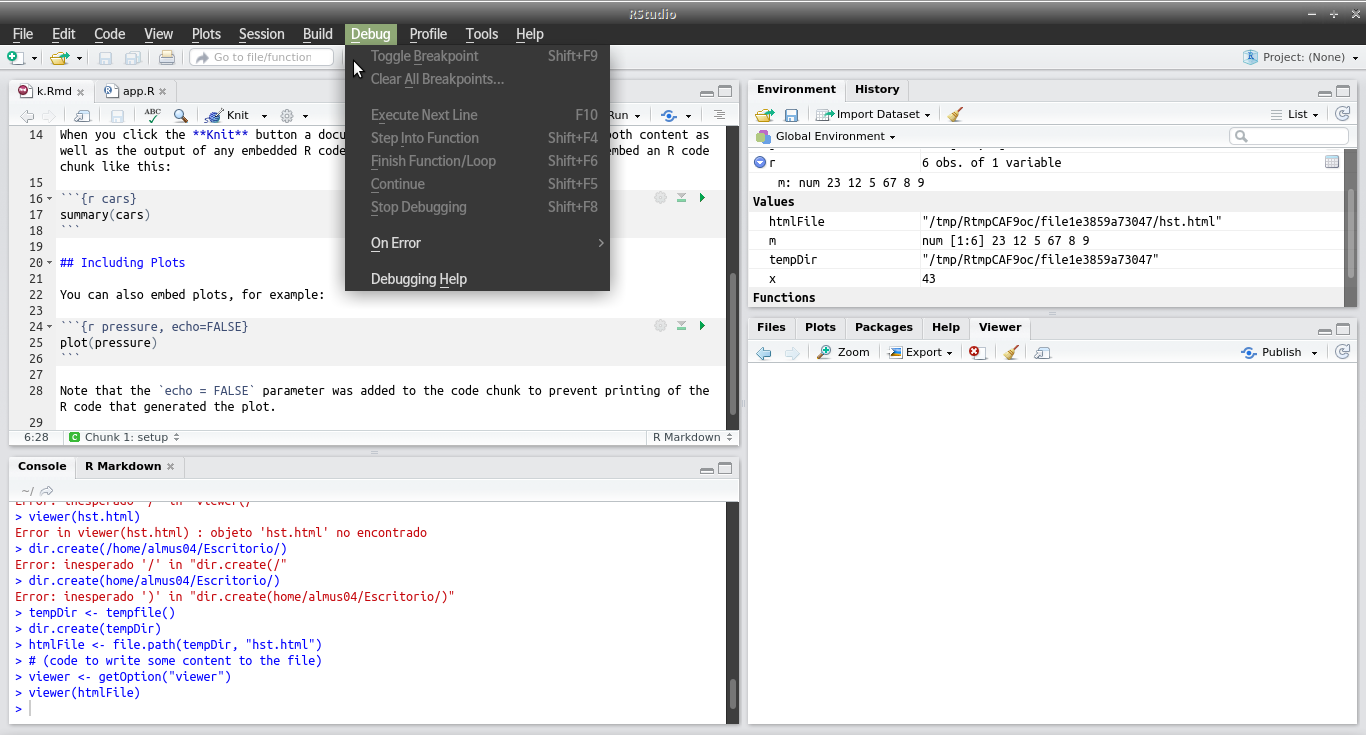 RStudio
File Edit Code View Plots Session Build Debug Profile Tools Help
Go to file/function
Project: (None)
Toggle Breakpoint Shift+F9
Clear All Breakpoints...
Execute Next Line F10
Step Into Function Shift+F4
Finish Function/Loop Shift+F6
Continue Shift+F5
Stop Debugging Shift+F8
On Error
Debugging Help
k.Rmd app.R
ABC Knit Run
14 When you click the **Knit** button a docu oth content as
well as the output of any embedded R code mbed an R code
chunk like this:
15
16 ```{r cars}
17 summary(cars)
18 ```
19
20 ## Including Plots
21
22 You can also embed plots, for example:
23
24 ```{r pressure, echo=FALSE}
25 plot(pressure)
26 ```
27
28 Note that the `echo = FALSE` parameter was added to the code chunk to prevent printing of the
R code that generated the plot.
29
6:28 C Chunk 1: setup R Markdown
Console R Markdown
~/
> viewer(hst.html)
Error in viewer(hst.html) : objeto 'hst.html' no encontrado
> dir.create(/home/almus04/Escritorio/)
Error: inesperado '/' in "dir.create(/"
> dir.create(home/almus04/Escritorio/)
Error: inesperado ')' in "dir.create(home/almus04/Escritorio/)"
> tempDir <- tempfile()
> dir.create(tempDir)
> htmlFile <- file.path(tempDir, "hst.html")
> # (code to write some content to the file)
> viewer <- getOption("viewer")
> viewer(htmlFile)
>
Environment History
Import Dataset List
Global Environment
r 6 obs. of 1 variable
m: num 23 12 5 67 8 9
Values
htmlFile "/tmp/RtmpCAF9oc/file1e3859a73047/hst.html"
m num [1:6] 23 12 5 67 8 9
tempDir "/tmp/RtmpCAF9oc/file1e3859a73047"
x 43
Functions
Files Plots Packages Help Viewer
Zoom Export Publish